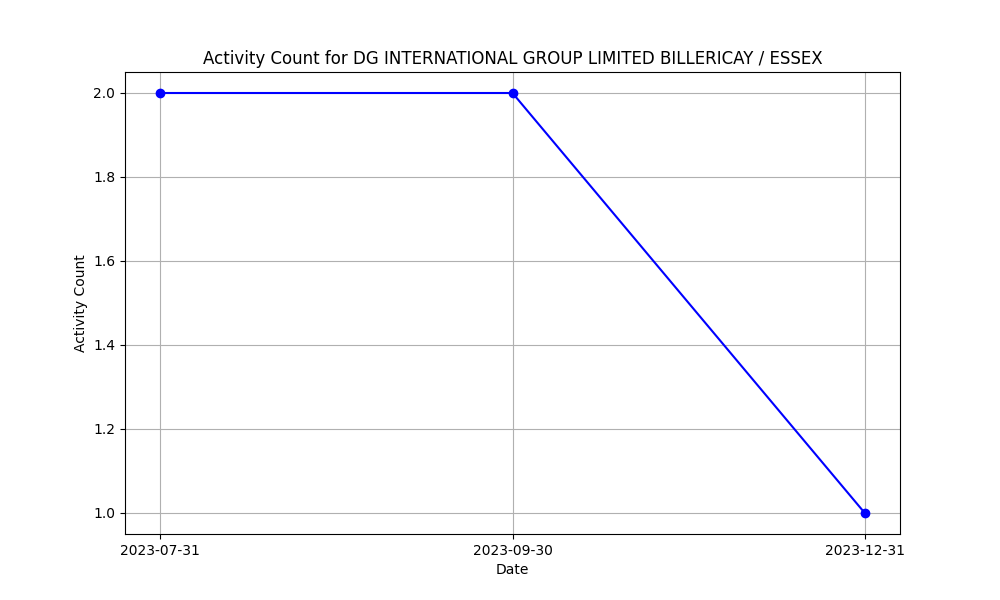 Activity Count for DG INTERNATIONAL GROUP LIMITED BILLERICAY / ESSEX
2.0
1.8
1.6
1.4
1.2
1.0
Activity Count
2023-07-31 2023-09-30 2023-12-31
Date